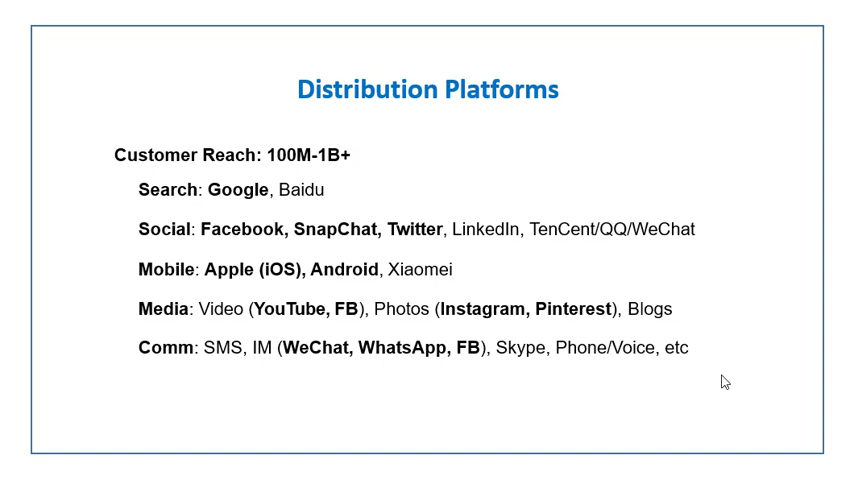 Distribution Platforms
Customer Reach: 100M-1B+
Search: Google, Baidu
Social: Facebook, SnapChat, Twitter, LinkedIn, TenCent/QQ/WeChat
Mobile: Apple (iOS), Android, Xiaomei
Media: Video (YouTube, FB), Photos (Instagram, Pinterest), Blogs
Comm: SMS, IM (WeChat, WhatsApp, FB), Skype, Phone/Voice, etc